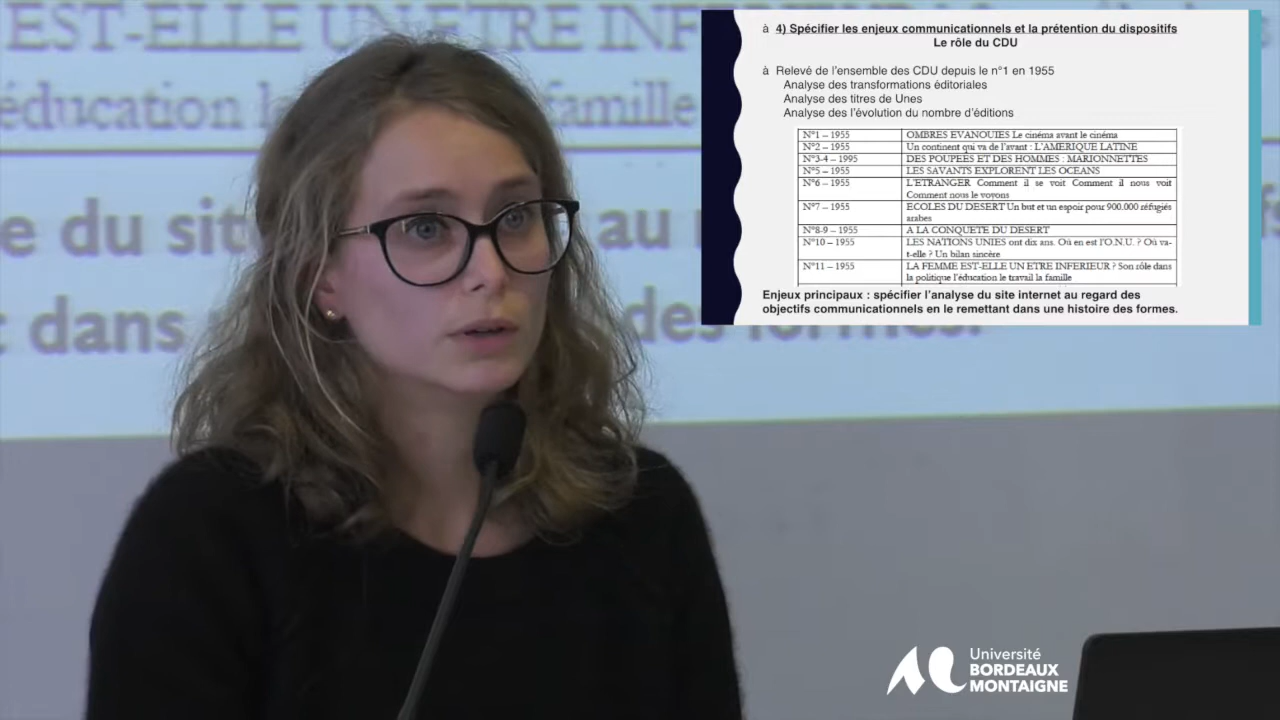 EST-ELLE UN ETRE INF
éducation l
famille
e du si
au
t dans
des formes.
à 4) Spécifier les enjeux communicationnels et la prétention du dispositifs
Le rôle du CDU
à Relevé de l'ensemble des CDU depuis le n°1 en 1955
Analyse des transformations éditoriales
Analyse des titres de Unes
Analyse des l'évolution du nombre d'éditions
N°1 – 1955 OMBRES EVANOUIES Le cinéma avant le cinéma
N°2 – 1955 Un continent qui va de l'avant : L'AMERIQUE LATINE
N°3-4 – 1995 DES POUPEES ET DES HOMMES : MARIONNETTES
N°5 – 1955 LES SAVANTS EXPLORENT LES OCEANS
N°6 – 1955 L'ETRANGER Comment il se voit Comment il nous voit
Comment nous le voyons
N°7 – 1955 ECOLES DU DESERT Un but et un espoir pour 900.000 réfugiés
arabes
N°8-9 – 1955 A LA CONQUETE DU DESERT
N°10 – 1955 LES NATIONS UNIES ont dix ans. Où en est l'O.N.U. ? Où va-
t-elle ? Un bilan sincère
N°11 – 1955 LA FEMME EST-ELLE UN ETRE INFERIEUR ? Son rôle dans
la politique l'éducation le travail la famille
Enjeux principaux : spécifier l'analyse du site internet au regard des
objectifs communicationnels en le remettant dans une histoire des formes.
Université
BORDEAUX
MONTAIGNE